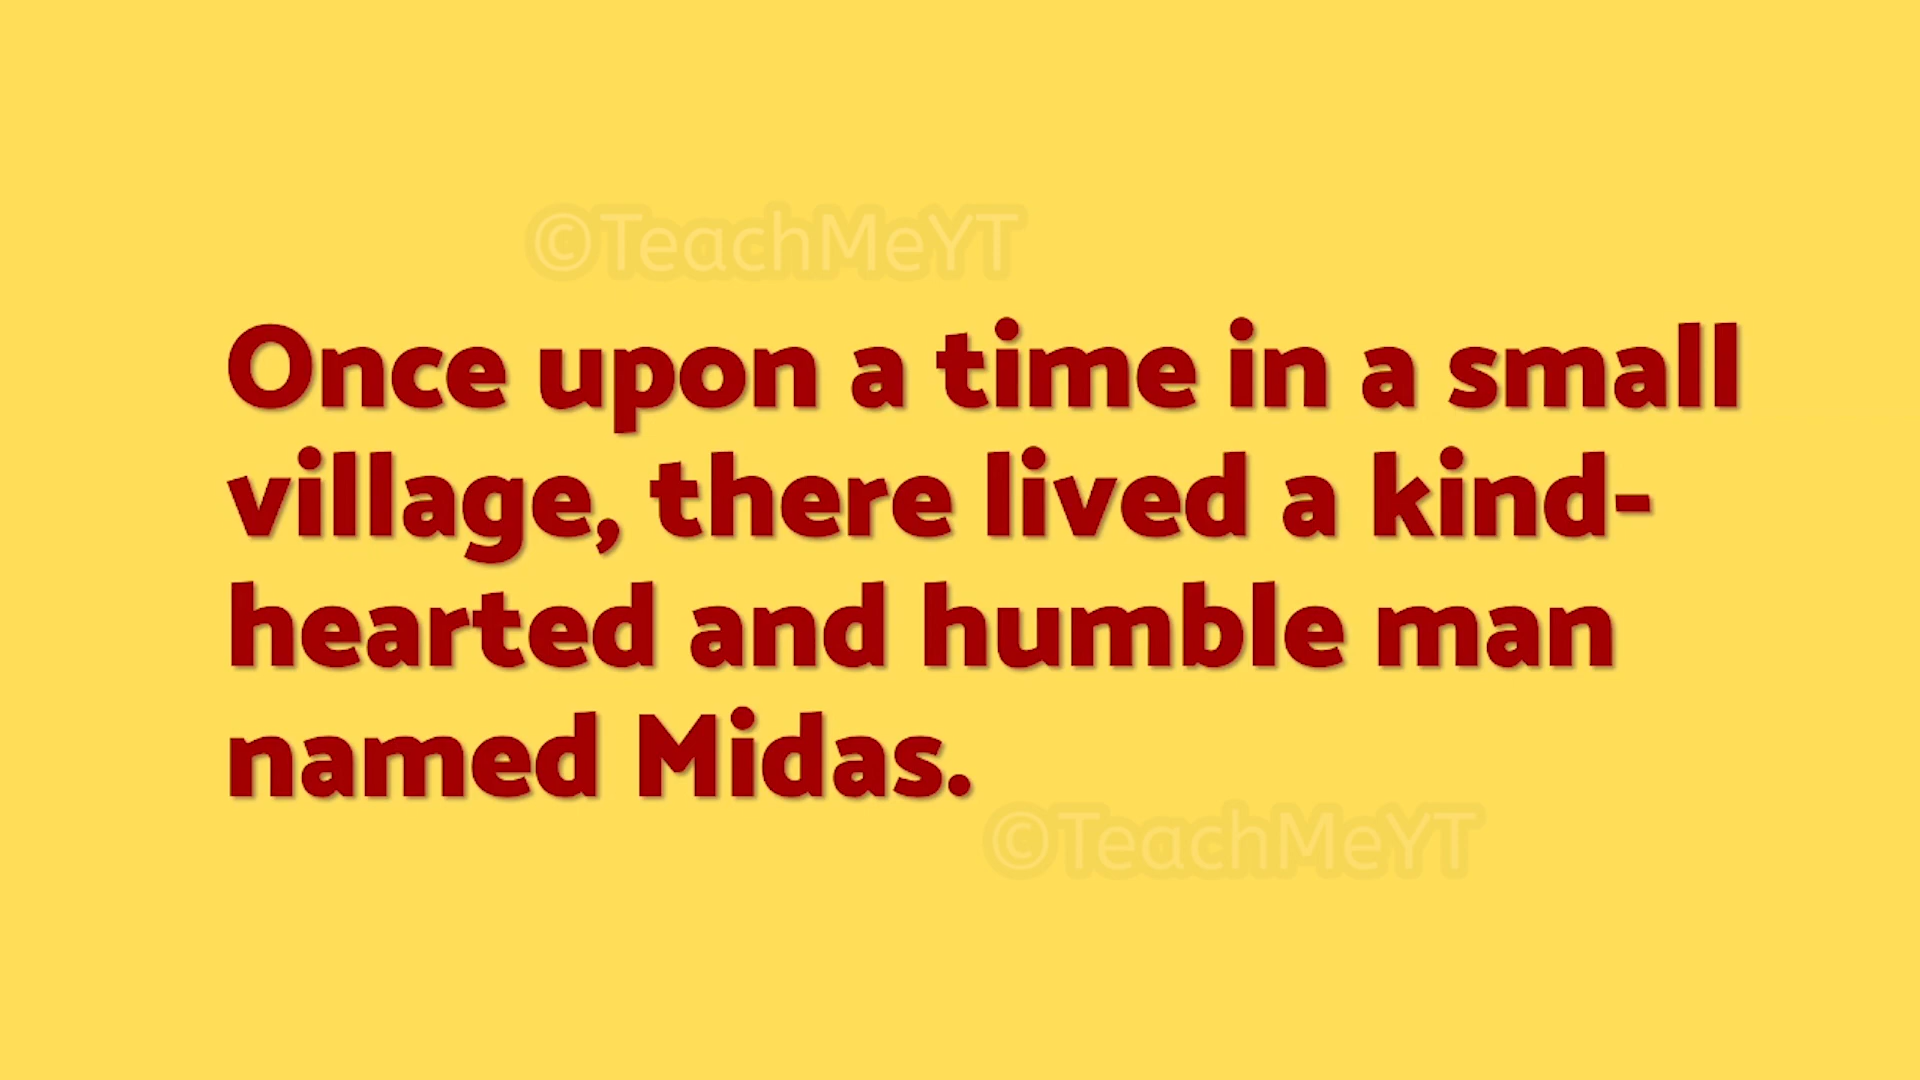 ©TeachMeYT
Once upon a time in a small
village, there lived a kind-
hearted and humble man
named Midas.
©TeachMeYT